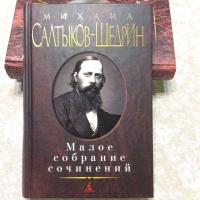 МИХАИЛ
САЛТЫКОВ-ЩЕДРИН
Малое
собрание
сочинений